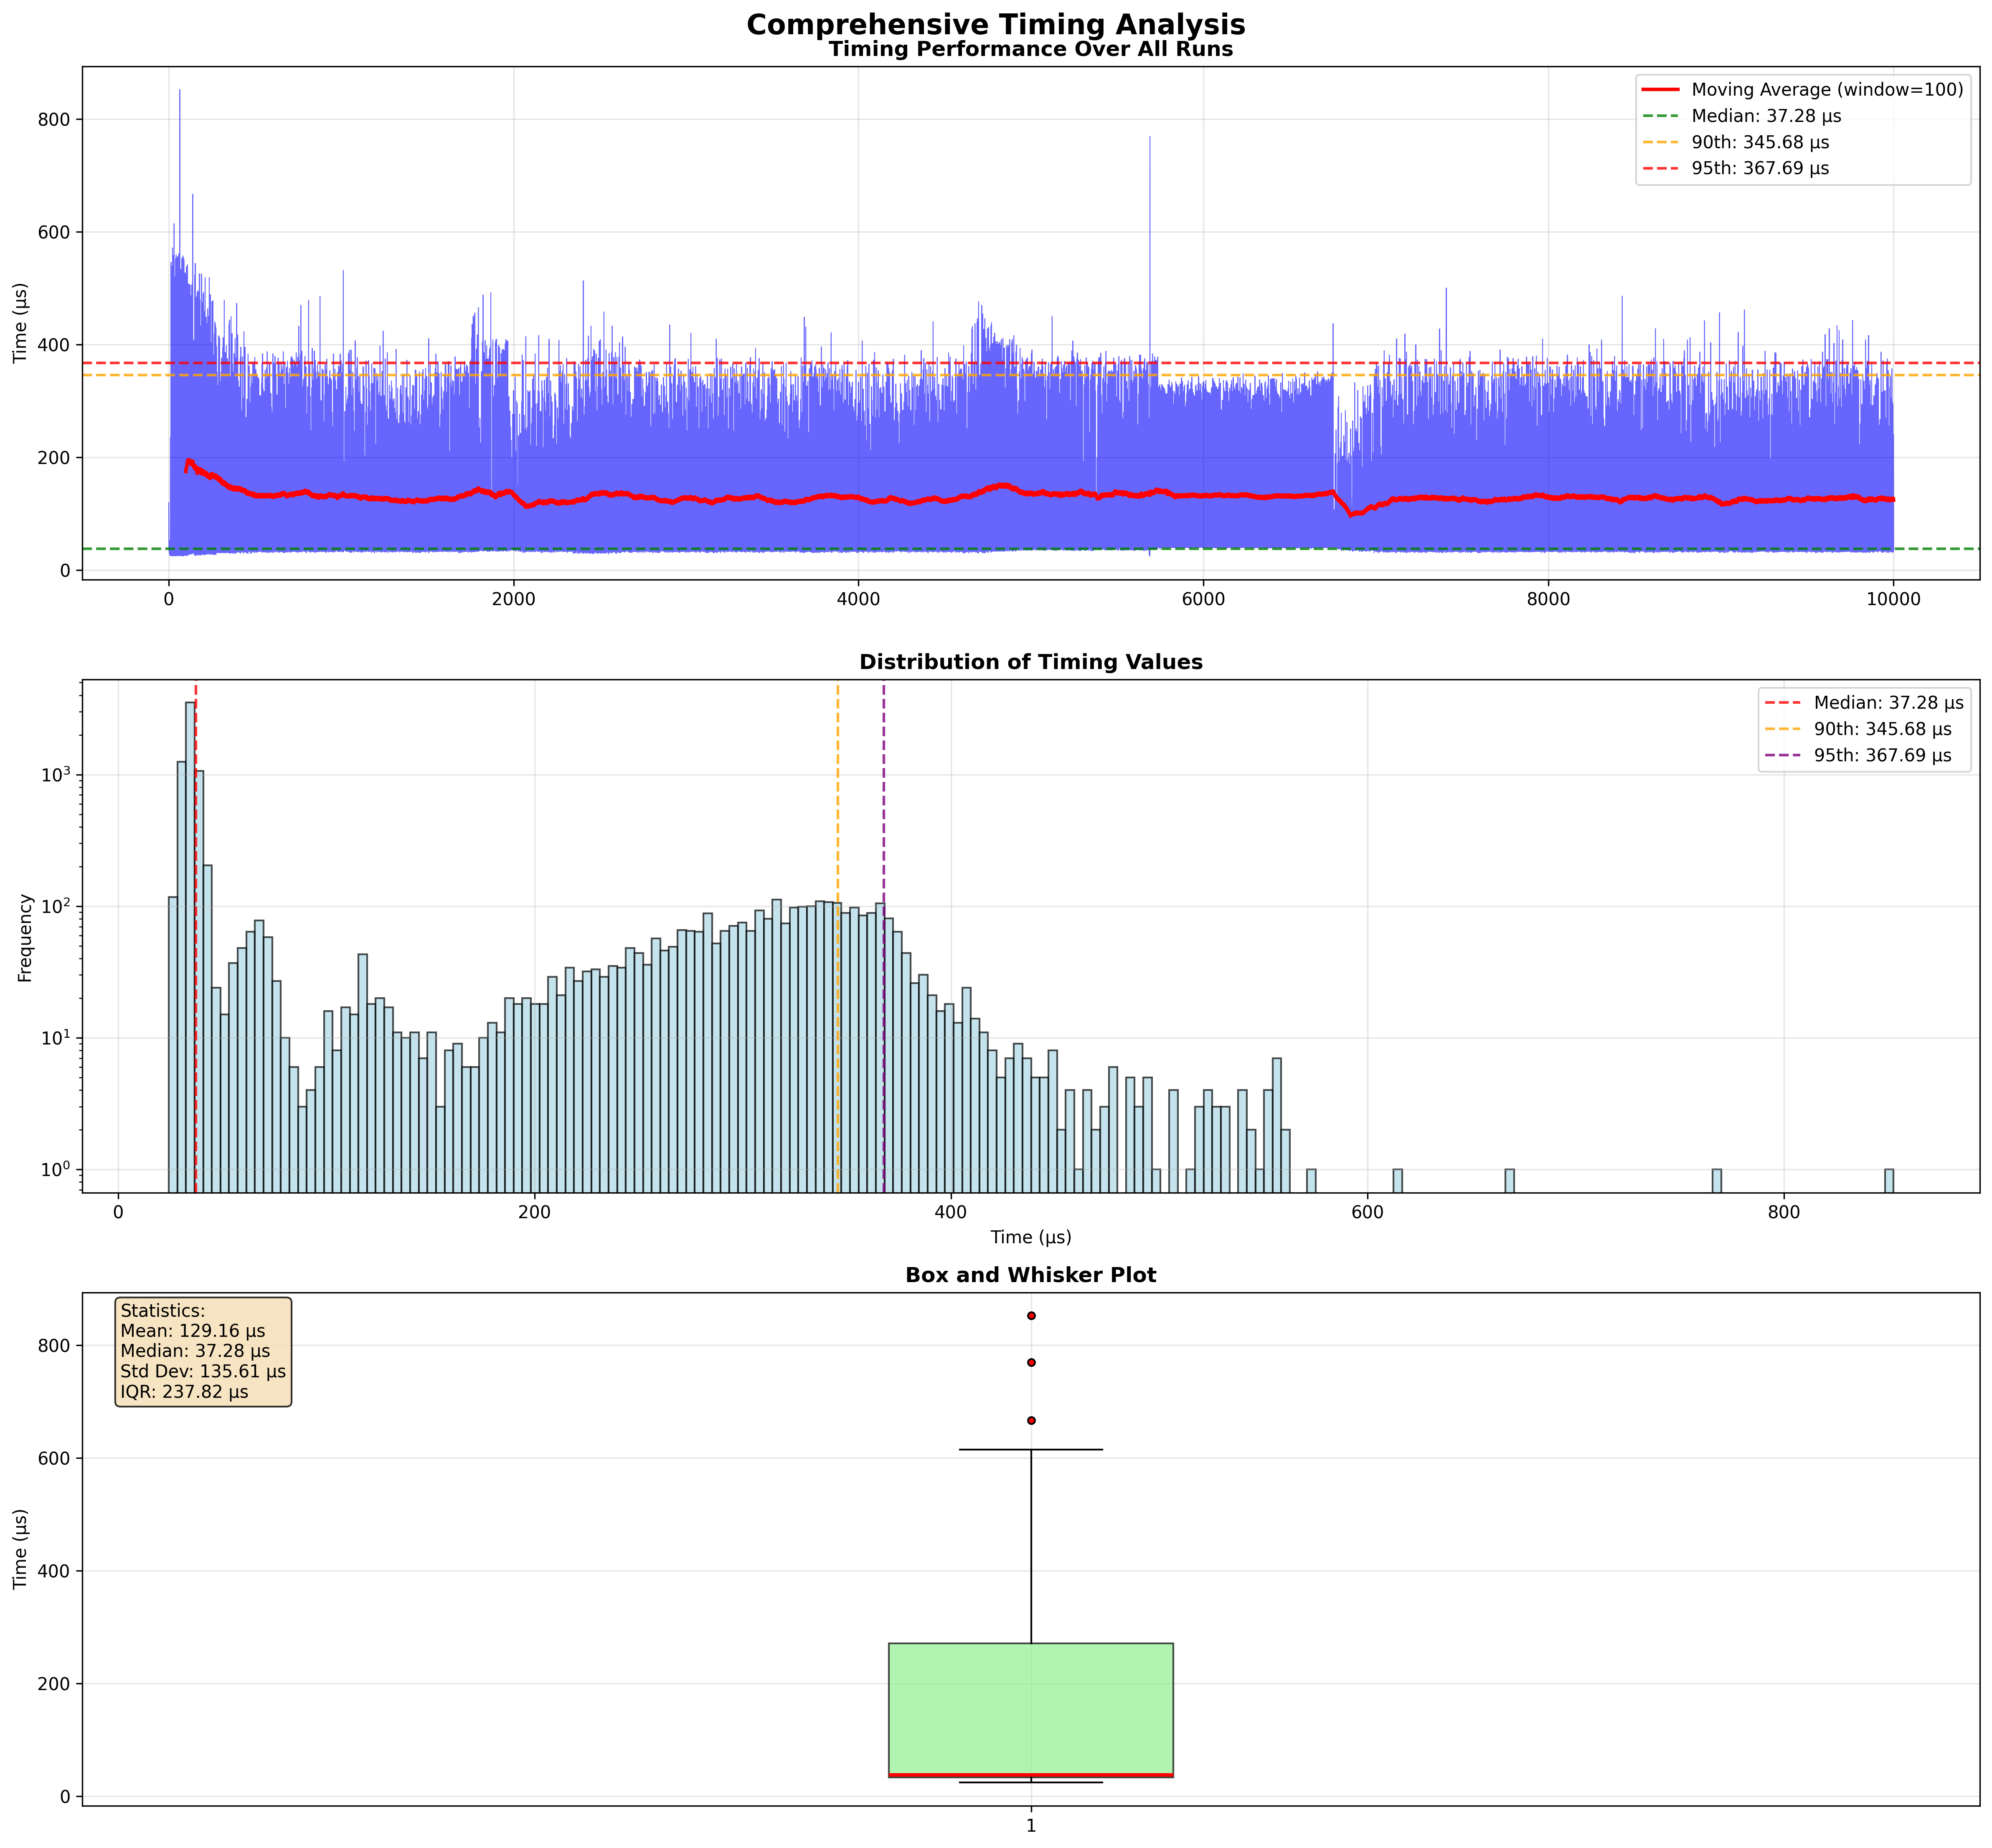 Comprehensive Timing Analysis
Timing Performance Over All Runs
Time (µs)
800
600
400
200
0
0 2000 4000 6000 8000 10000
Moving Average (window=100)
Median: 37.28 µs
90th: 345.68 µs
95th: 367.69 µs
Distribution of Timing Values
Frequency
10³
10²
10¹
10⁰
0 200 400 600 800
Time (µs)
Median: 37.28 µs
90th: 345.68 µs
95th: 367.69 µs
Box and Whisker Plot
Time (µs)
800
600
400
200
0
1
Statistics:
Mean: 129.16 µs
Median: 37.28 µs
Std Dev: 135.61 µs
IQR: 237.82 µs